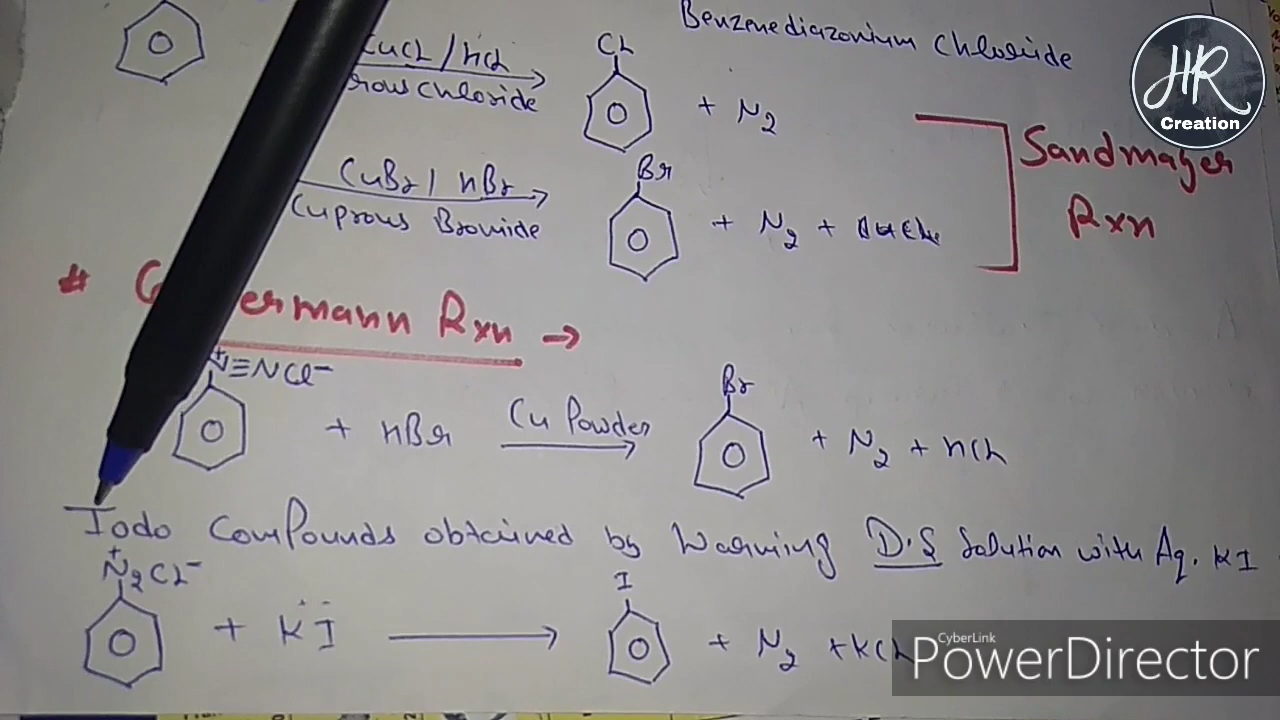 Benzenediazonium Chloride
HR
Creation
CuCl / HCl
Cl
rous Chloride
+ N2
Sandmayer
Rxn
CuBr / HBr
Br
Cuprous Bromide
+ N2 +
# G ermann Rxn →
N≡NCl-
+ HBr
Cu Powder
Br
+ N2 + HCl
Iodo Compounds obtained by Warming D.S Solution with Aq. KI
N2Cl-
+ KI
I
+ N2 + KCl
CyberLink
PowerDirector